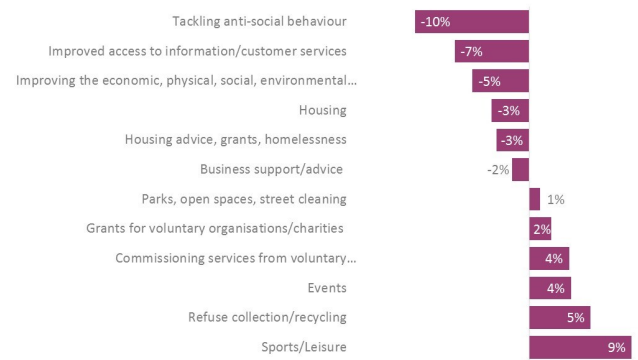 Tackling anti-social behaviour -10%
Improved access to information/customer services -7%
Improving the economic, physical, social, environmental... -5%
Housing -3%
Housing advice, grants, homelessness -3%
Business support/advice -2%
Parks, open spaces, street cleaning 1%
Grants for voluntary organisations/charities 2%
Commissioning services from voluntary... 4%
Events 4%
Refuse collection/recycling 5%
Sports/Leisure 9%